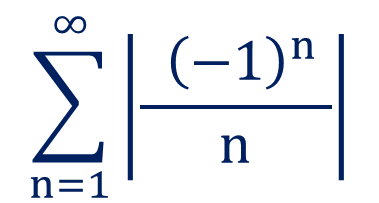 ∑_{n=1}^{∞} |(−1)^n / n|